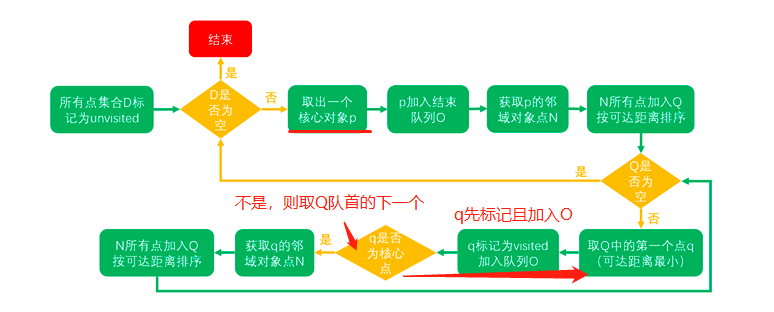 结束
是
所有点集合D标
记为unvisited
D是
否为
空
否
取出一个
核心对象p
p加入结束
队列O
获取p的邻
域对象点N
N所有点加入Q
按可达距离排序
是
Q是
否为
空
不是，则取Q队首的下一个
q先标记且加入O
否
N所有点加入Q
按可达距离排序
获取q的邻
域对象点N
是
q是否
为核心
点
q标记为visited
加入队列O
取Q中的第一个点q
（可达距离最小）